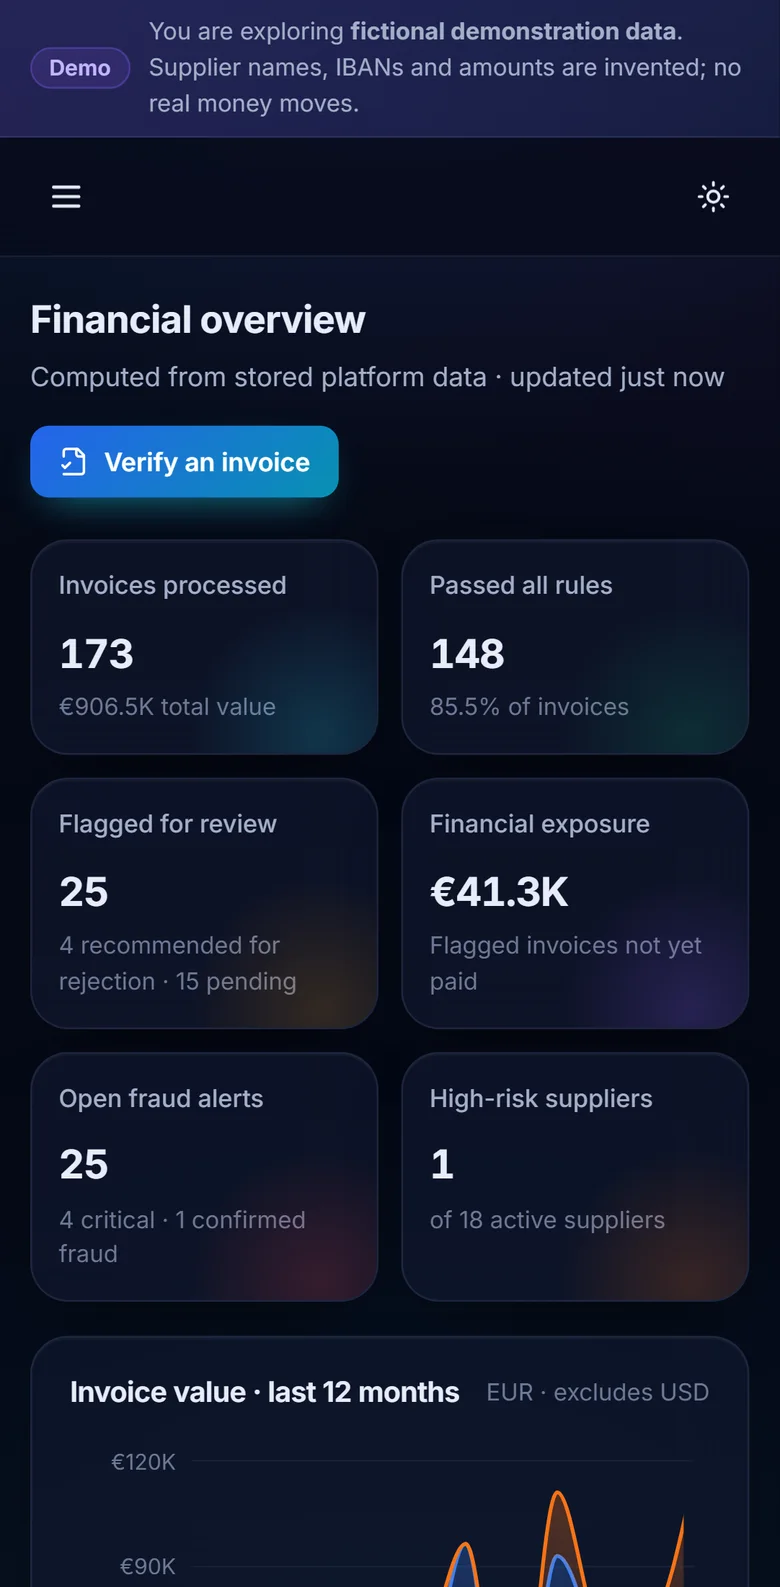 You are exploring fictional demonstration data.
Demo
Supplier names, IBANs and amounts are invented; no
real money moves.
Financial overview
Computed from stored platform data · updated just now
Verify an invoice
Invoices processed
173
€906.5K total value
Passed all rules
148
85.5% of invoices
Flagged for review
25
4 recommended for
rejection · 15 pending
Financial exposure
€41.3K
Flagged invoices not yet
paid
Open fraud alerts
25
4 critical · 1 confirmed
fraud
High-risk suppliers
1
of 18 active suppliers
Invoice value · last 12 months
EUR · excludes USD
€120K
€90K